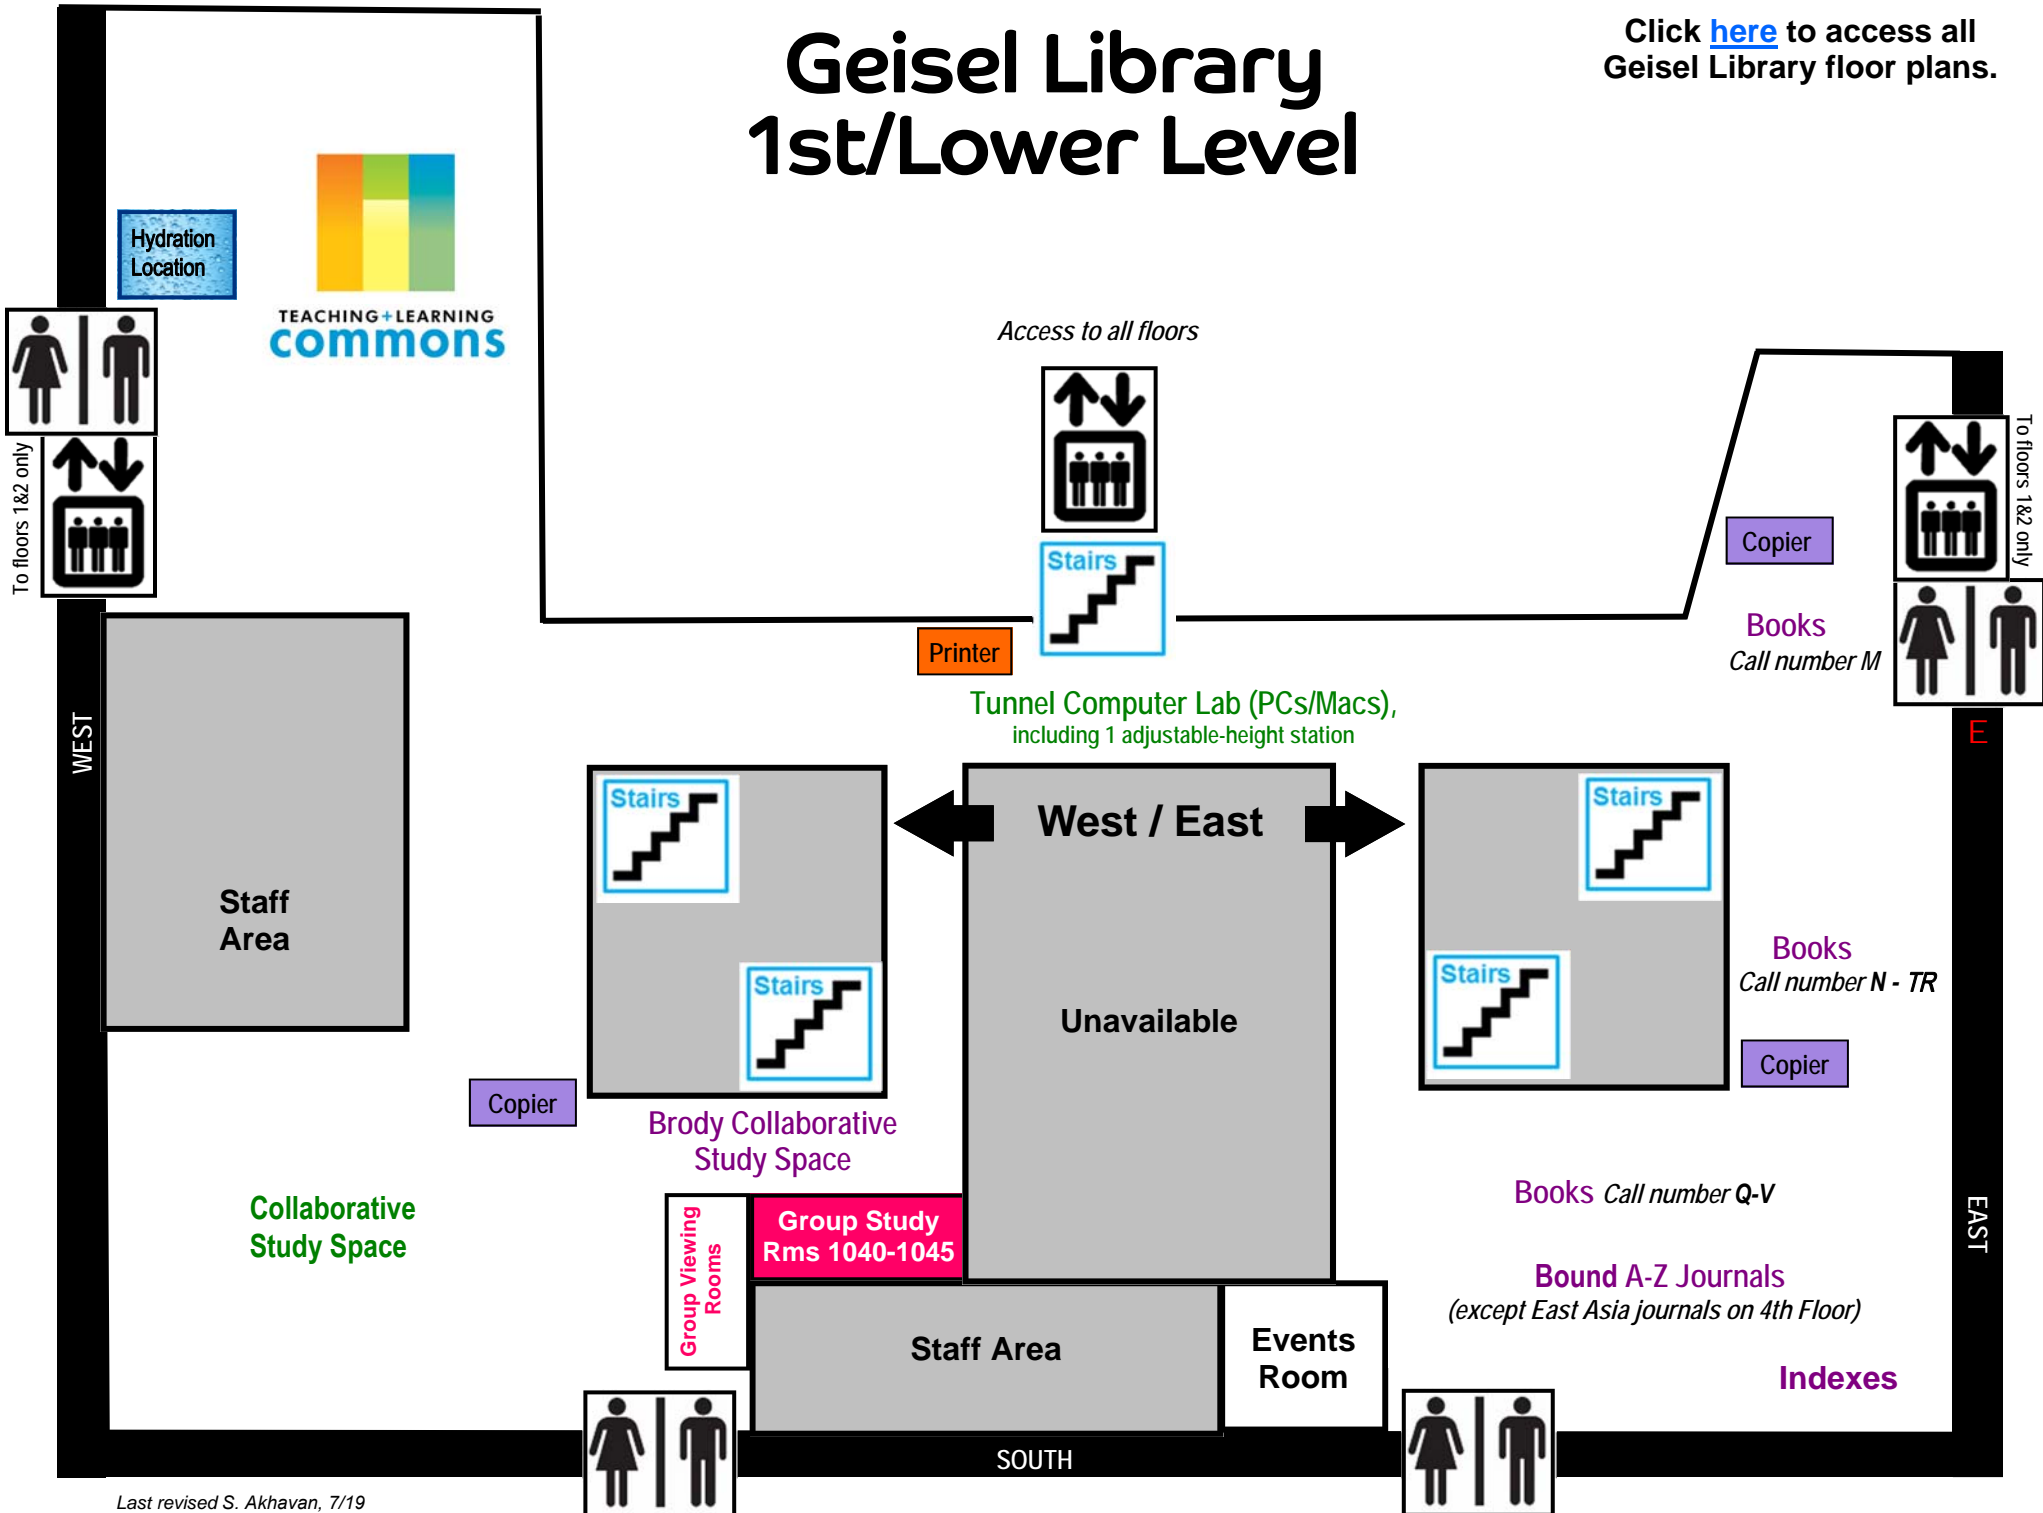 Geisel Library
1st/Lower Level
Click here to access all
Geisel Library floor plans.
Hydration
Location
TEACHING+LEARNING
commons
To floors 1&2 only
Access to all floors
Stairs
To floors 1&2 only
Copier
Books
Call number M
Printer
Tunnel Computer Lab (PCs/Macs),
including 1 adjustable-height station
WEST
E
Staff
Area
Stairs
Stairs
West / East
Unavailable
Stairs
Stairs
Books
Call number N - TR
Copier
Copier
Brody Collaborative
Study Space
Collaborative
Study Space
Group Viewing
Rooms
Group Study
Rms 1040-1045
Staff Area
Events
Room
Books Call number Q-V
Bound A-Z Journals
(except East Asia journals on 4th Floor)
Indexes
EAST
SOUTH
Last revised S. Akhavan, 7/19